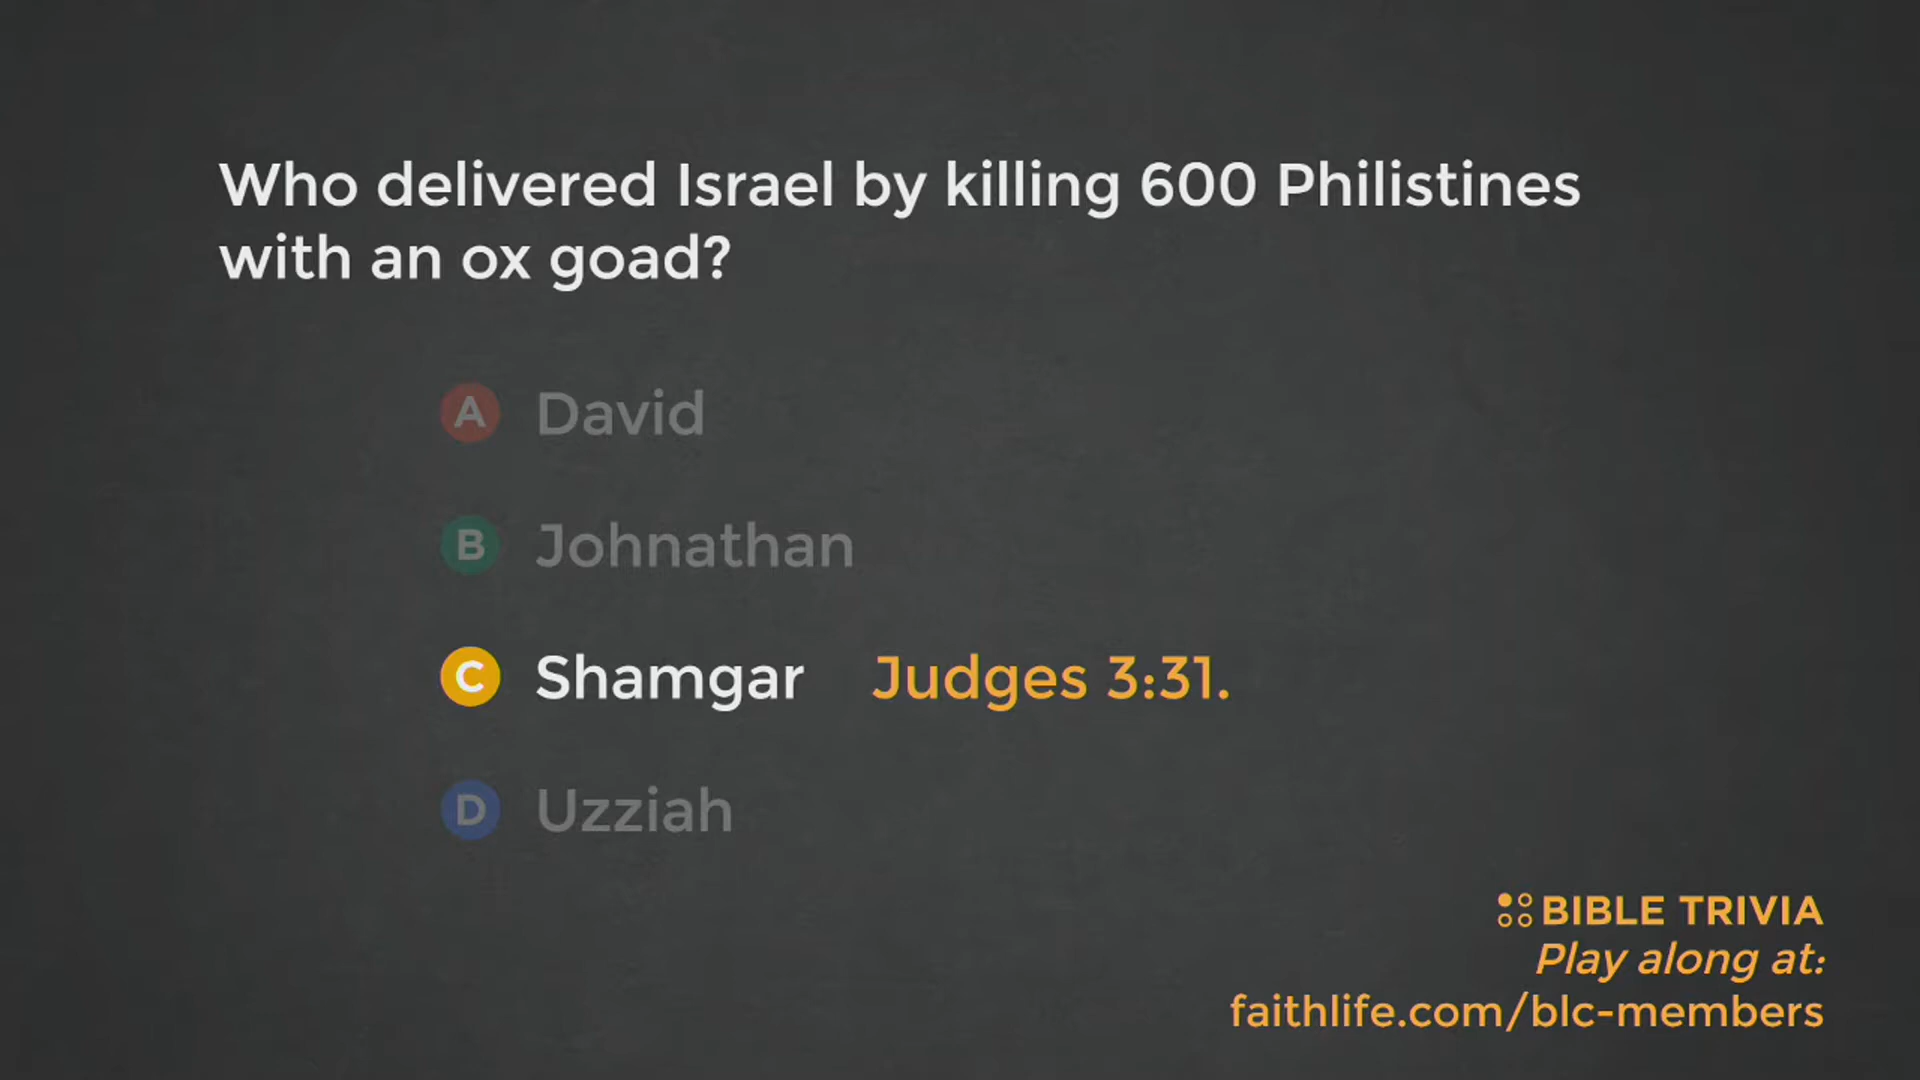 Who delivered Israel by killing 600 Philistines
with an ox goad?
A David
B Johnathan
C Shamgar Judges 3:31.
D Uzziah
BIBLE TRIVIA
Play along at:
faithlife.com/blc-members